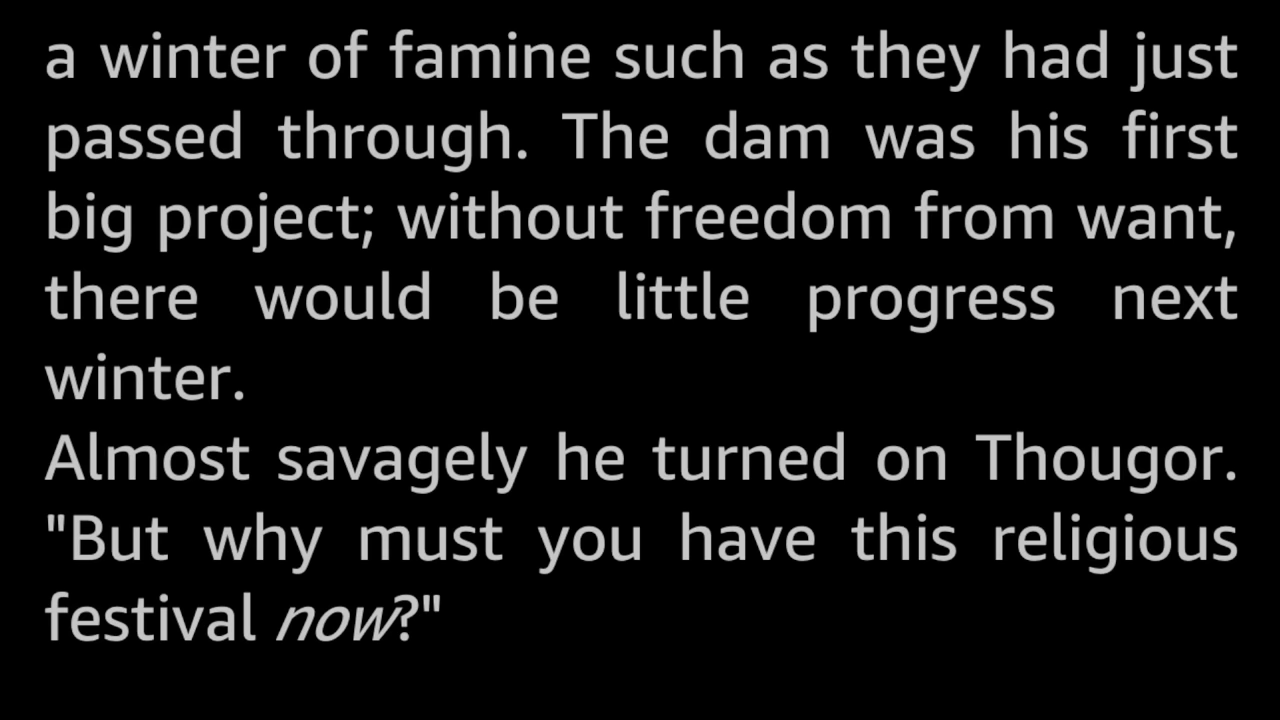 a winter of famine such as they had just
passed through. The dam was his first
big project; without freedom from want,
there would be little progress next
winter.
Almost savagely he turned on Thougor.
"But why must you have this religious
festival now?"